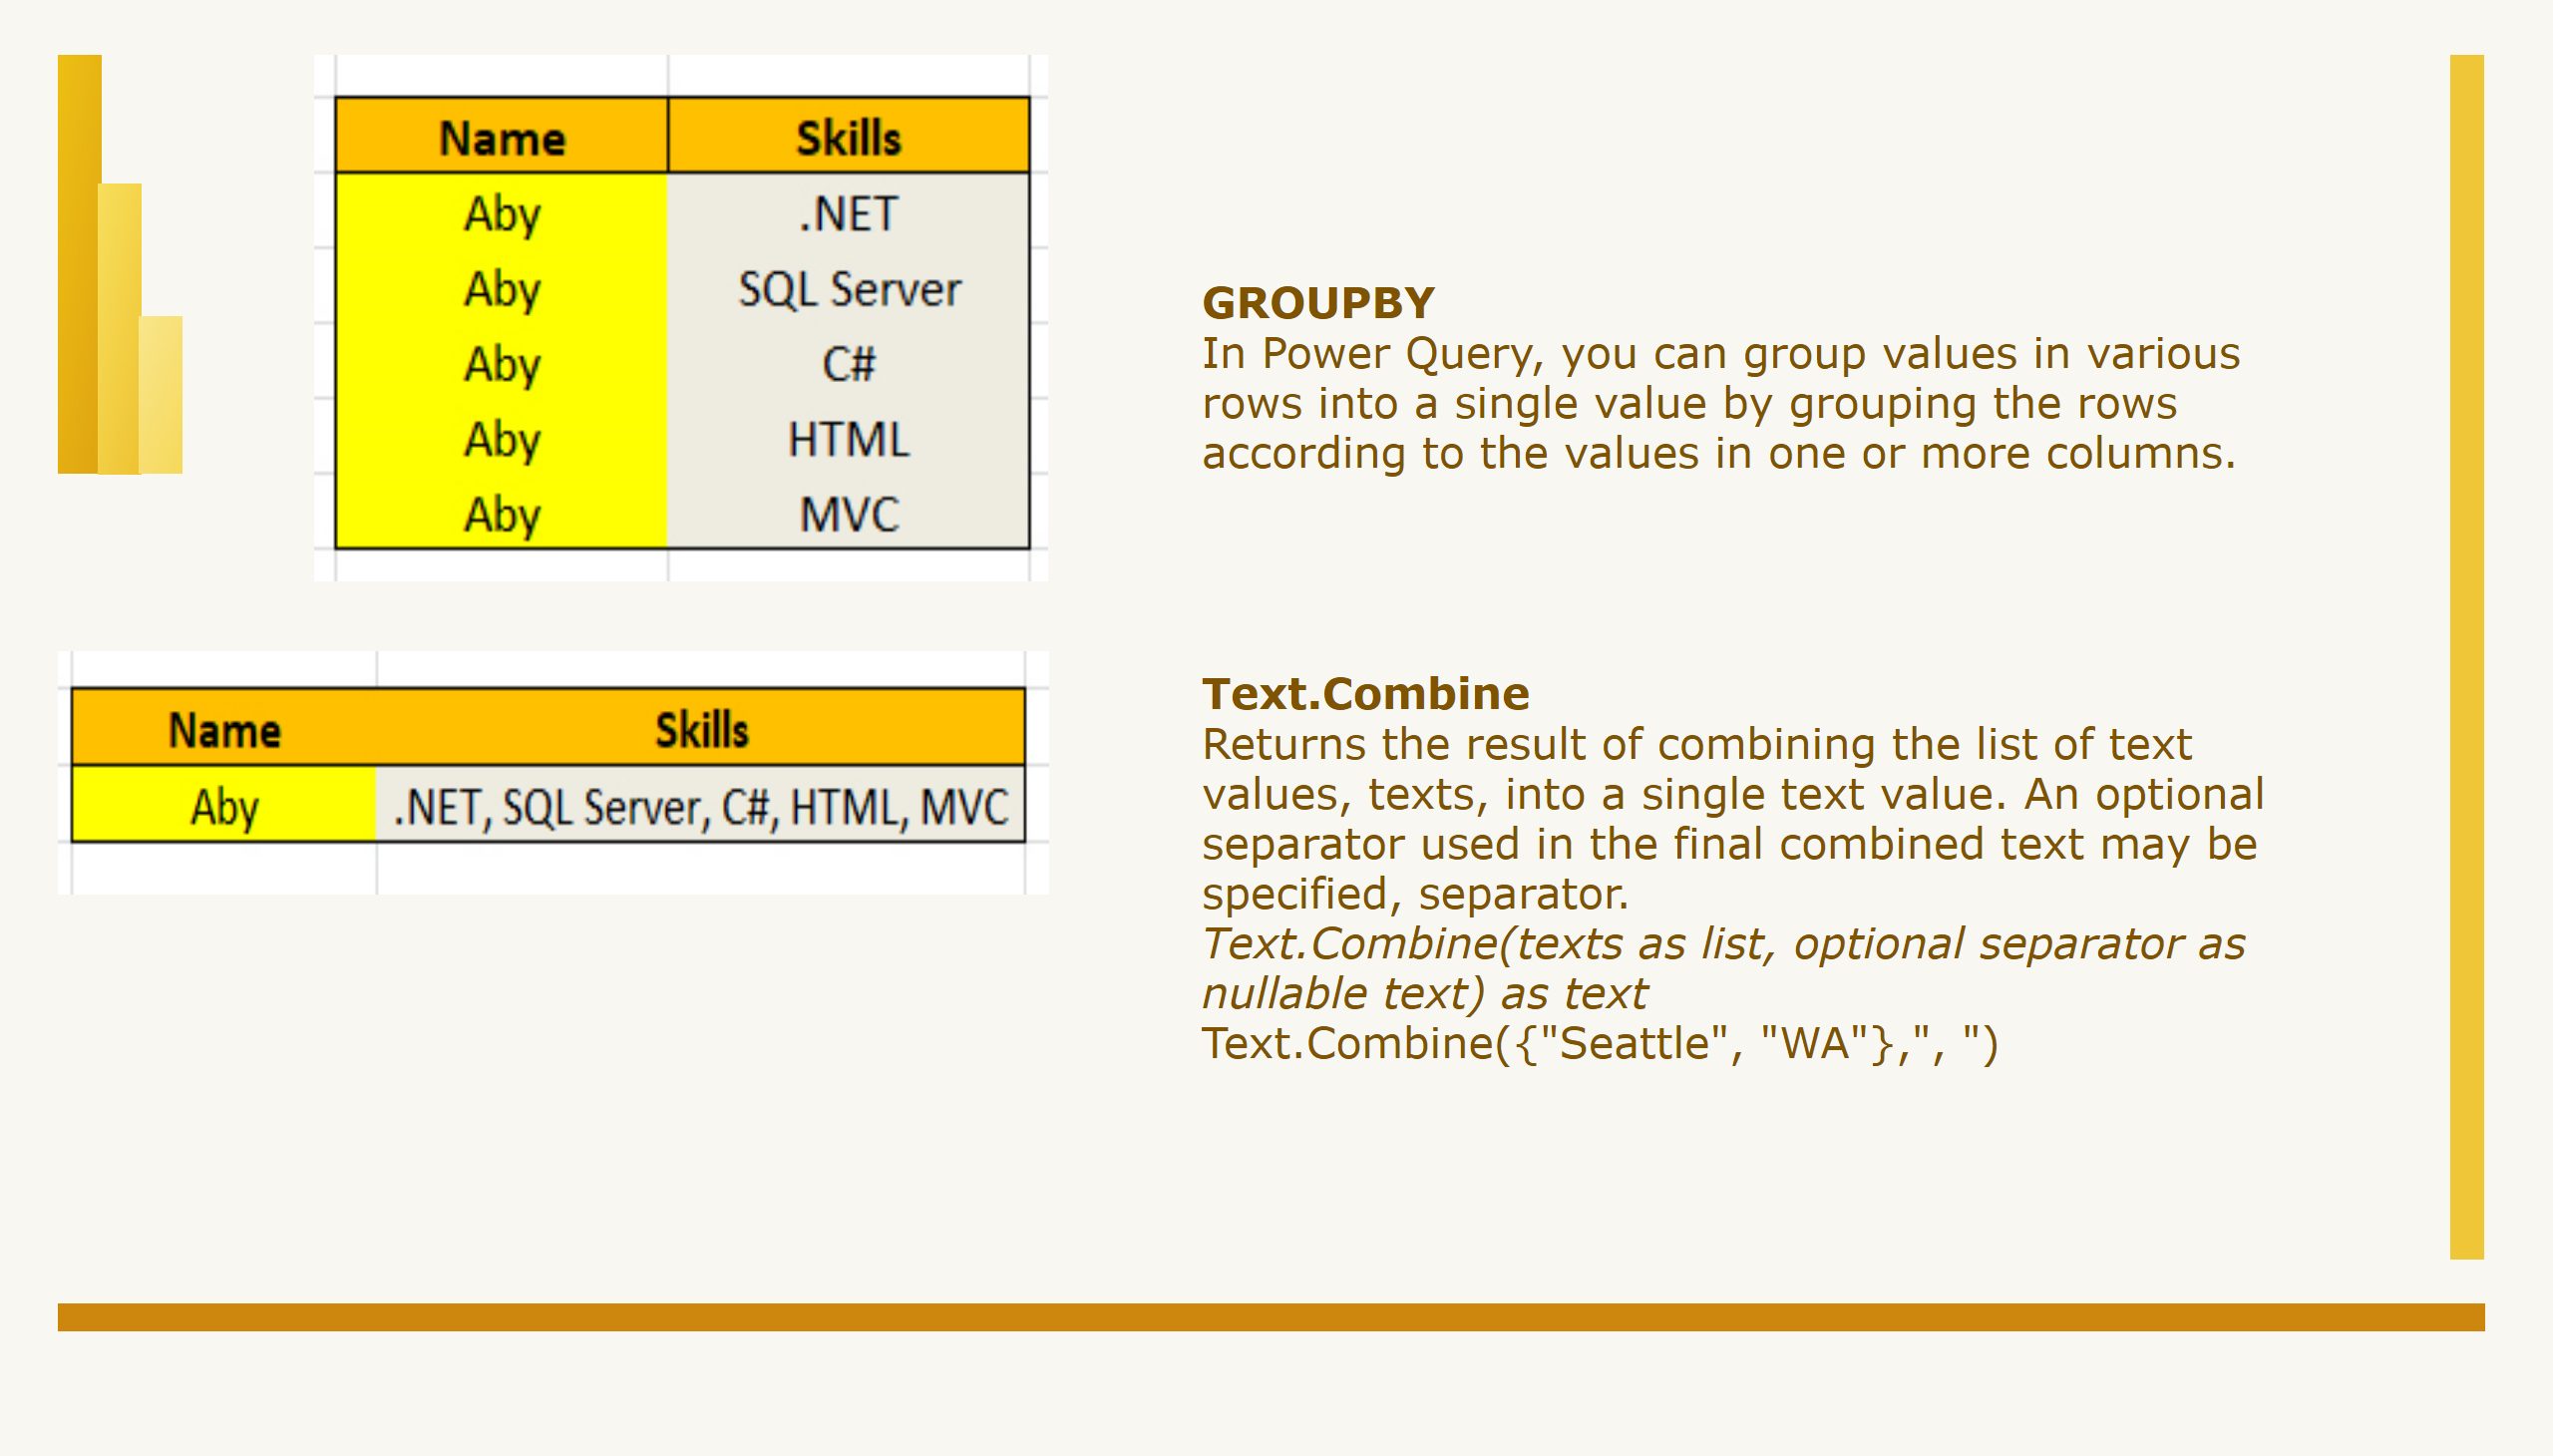 Name Skills
Aby .NET
Aby SQL Server
Aby C#
Aby HTML
Aby MVC
Name Skills
Aby .NET, SQL Server, C#, HTML, MVC
GROUPBY
In Power Query, you can group values in various
rows into a single value by grouping the rows
according to the values in one or more columns.
Text.Combine
Returns the result of combining the list of text
values, texts, into a single text value. An optional
separator used in the final combined text may be
specified, separator.
Text.Combine(texts as list, optional separator as
nullable text) as text
Text.Combine({"Seattle", "WA"},", ")